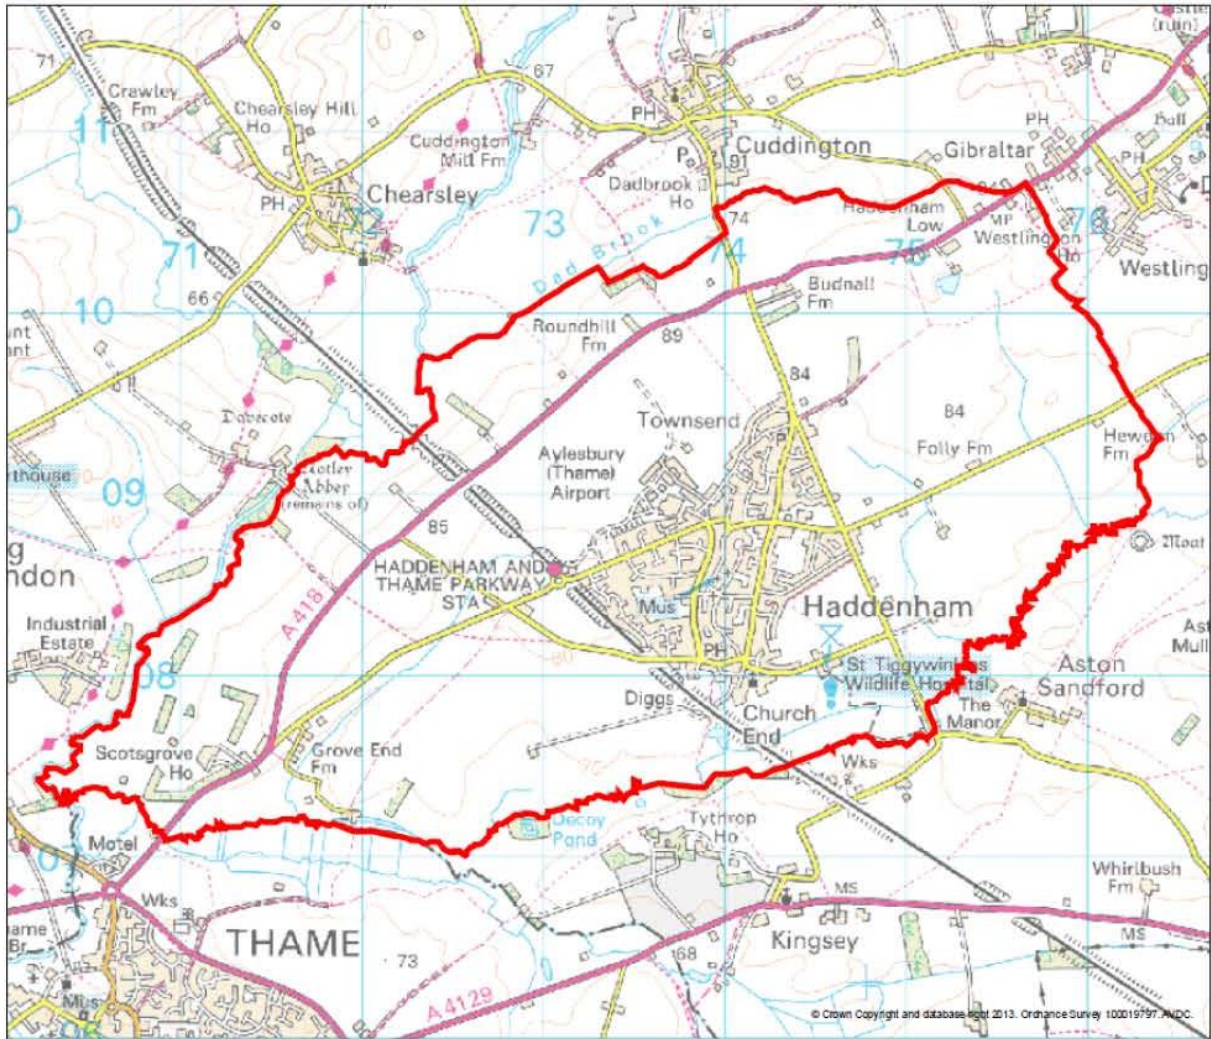 71
67
Crawley
Fm
Chearsley Hill
Ho
11
Cuddington
Mill Fm
PH
Cuddington
PH
Gibraltar
PH
P
91
(ruin)
Chearsley
PH
72
73
Dadbrook
Ho
74
74
Haddenham
Low
MP
Westlington
Ho
76
Westling
71
75
Dad Brook
66
10
Budnall
Fm
Roundhill
Fm
89
84
Dovecote
Townsend
84
Folly Fm
Aylesbury
(Thame)
Airport
Notley
Abbey
(remains of)
rthouse
09
85
Moat
HADDENHAM AND
THAME PARKWAY
STA
A418
g
ndon
Industrial
Estate
Mus
Haddenham
08
80
PH
St Tiggywinkles
Wildlife Hospital
Aston
Sandford
Ast
Mull
Diggs
The
Manor
Church
End
Scotsgrove
Ho
Grove End
Fm
Wks
Decoy
Pond
Tythrop
Ho
Motel
07
Wks
MS
Whirlbush
Fm
THAME
73
68
Kingsey
MS
Mus
A4129
© Crown Copyright and database right 2013. Ordnance Survey 100019797. AVDC.